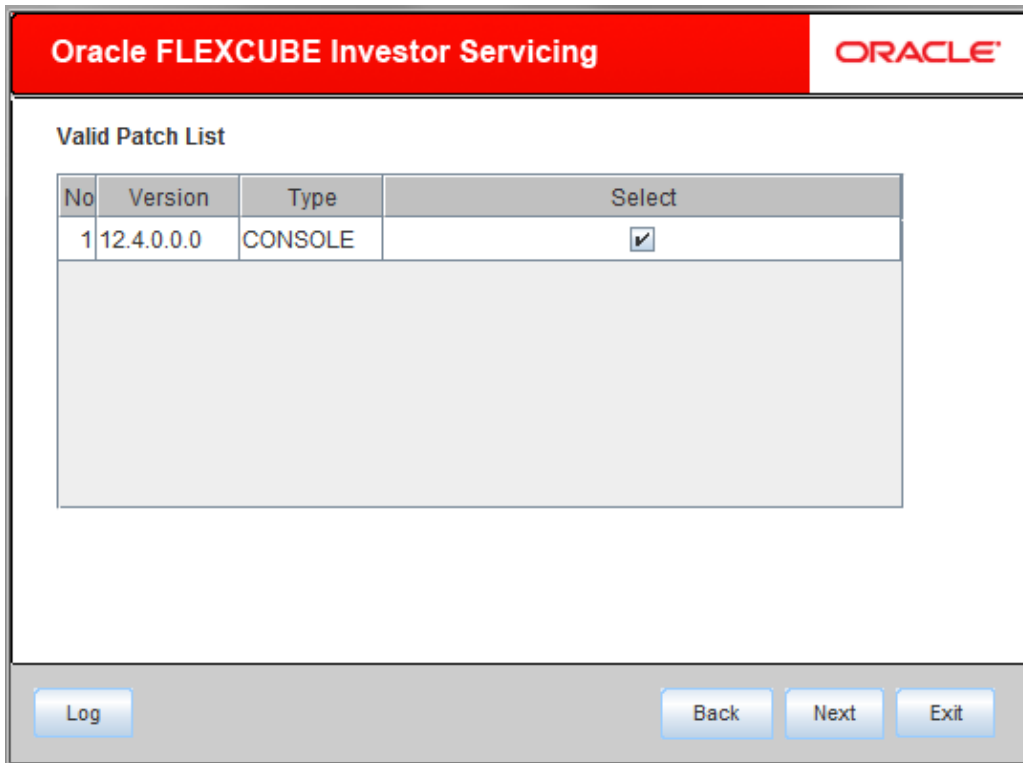 Oracle FLEXCUBE Investor Servicing
ORACLE
Valid Patch List
No Version Type Select
1 12.4.0.0.0 CONSOLE
Log Back Next Exit